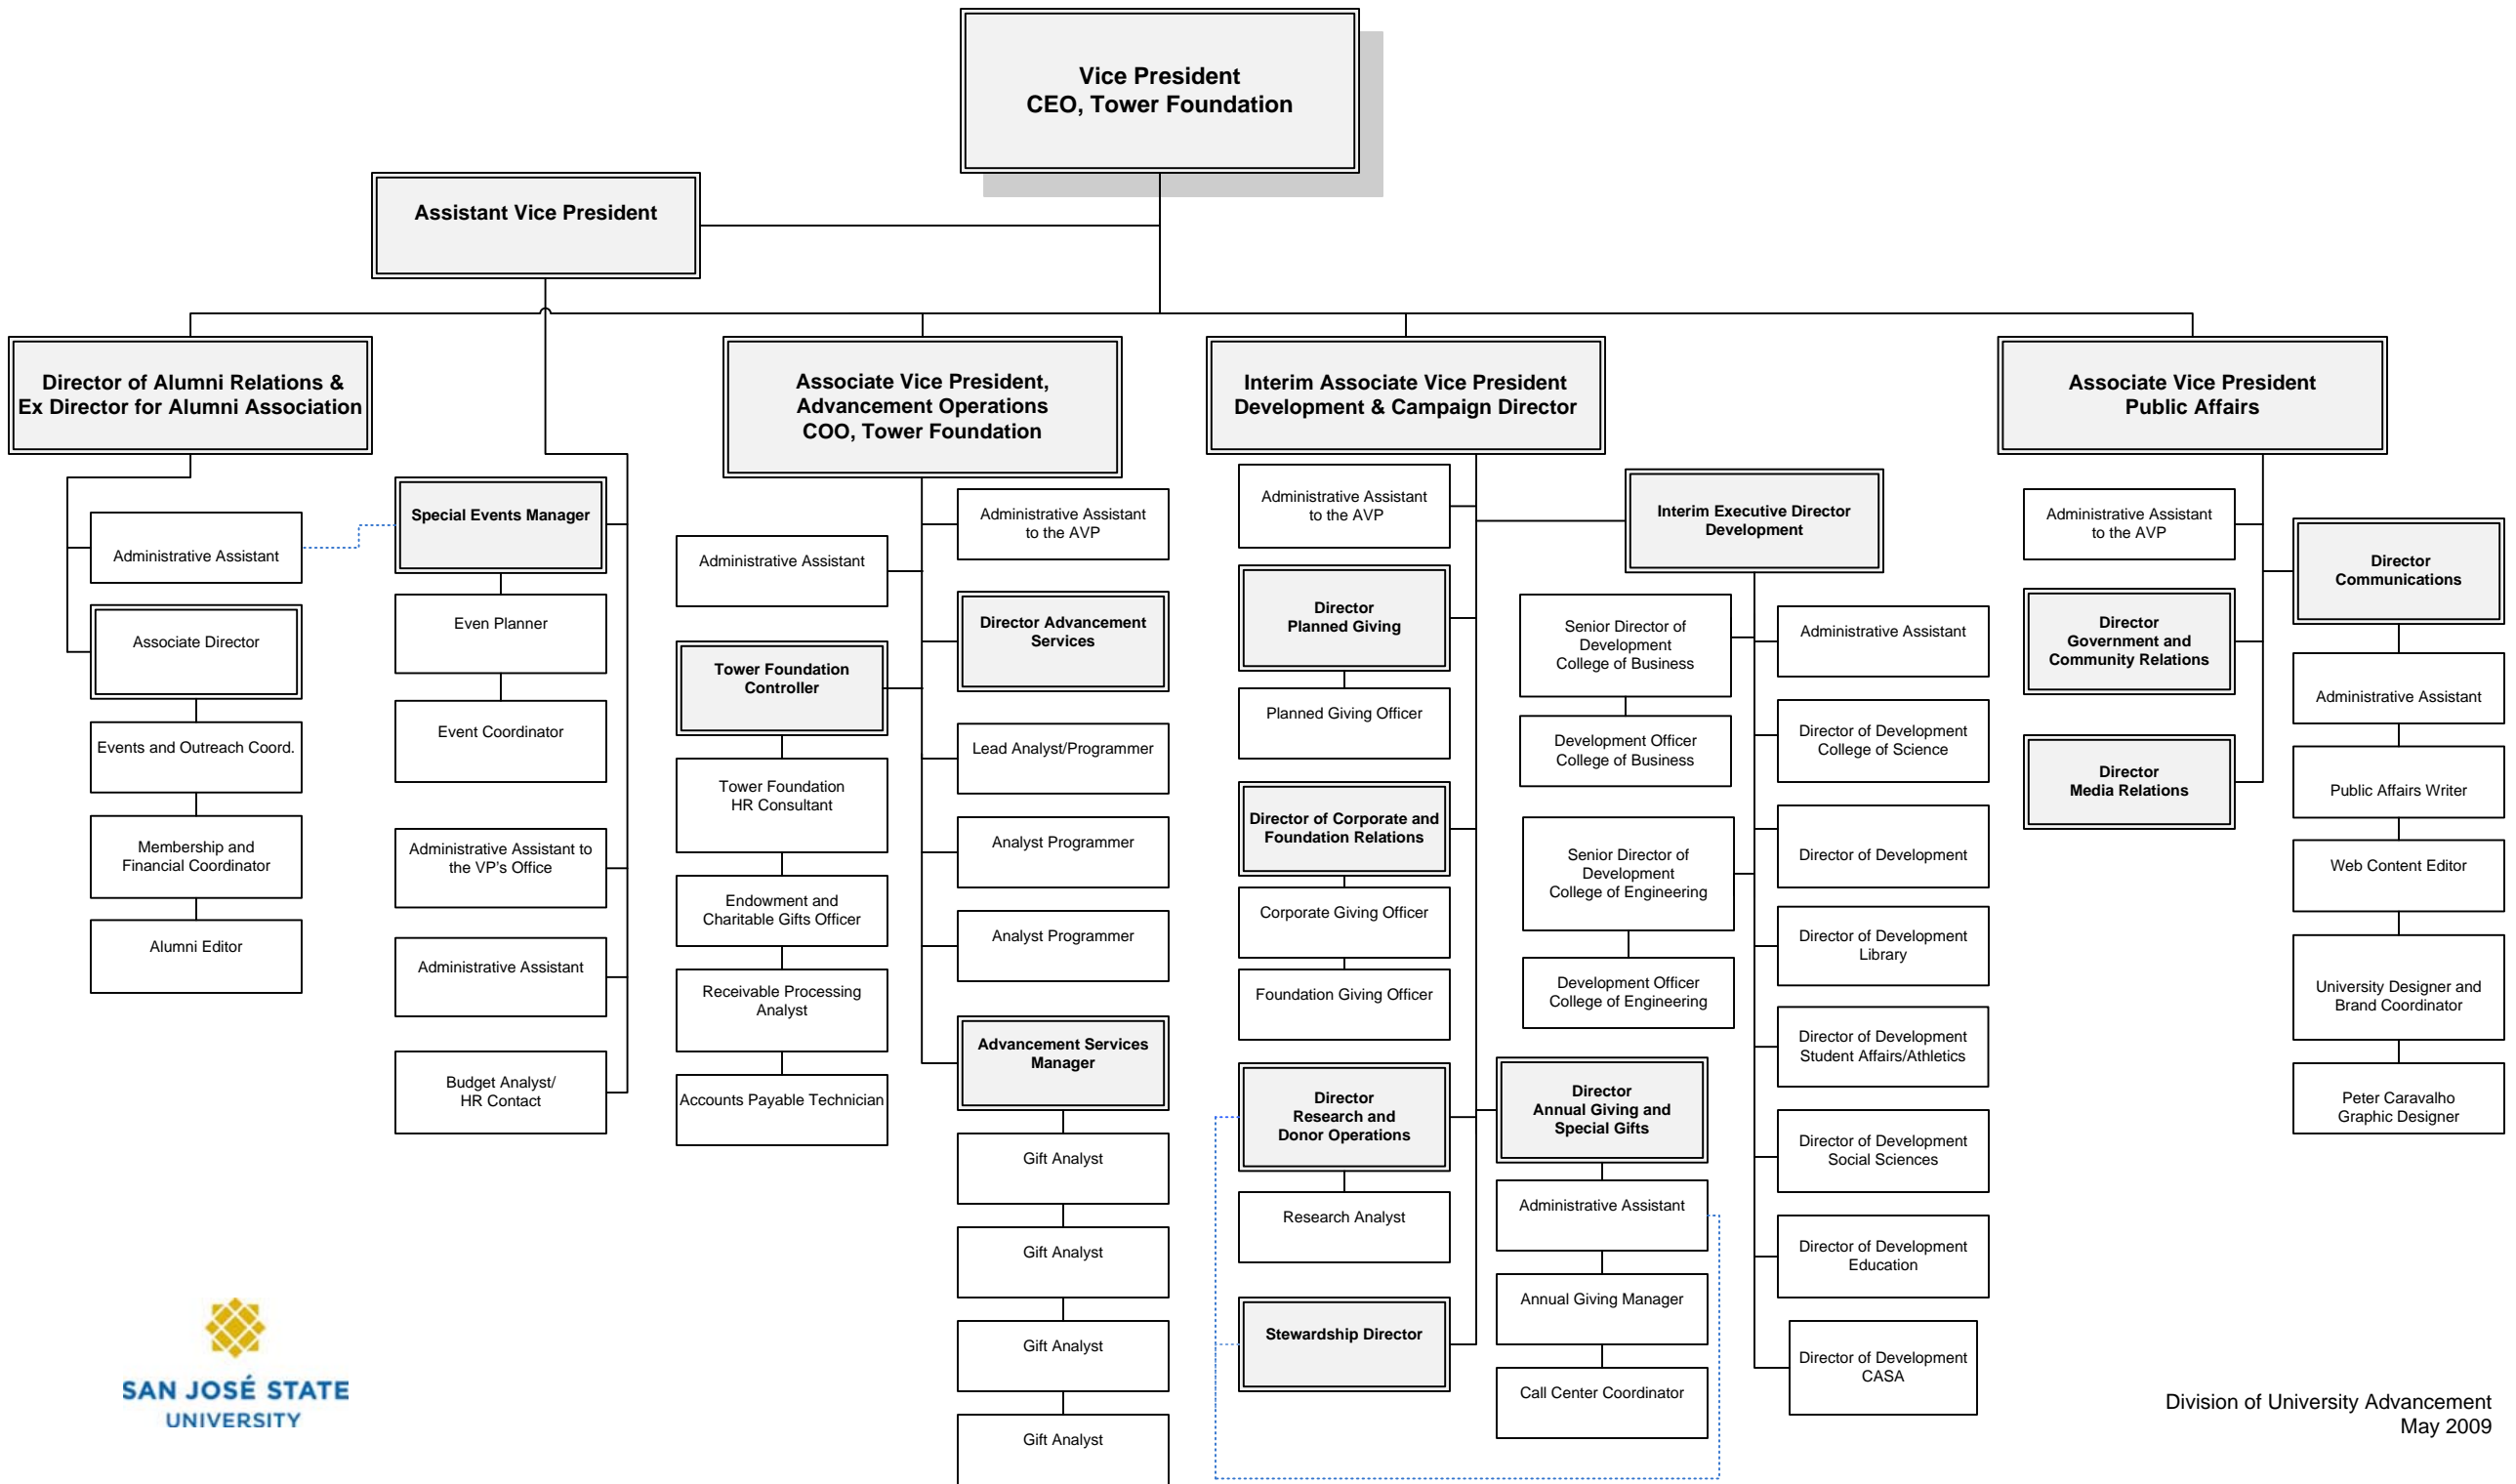 Vice President
CEO, Tower Foundation
Assistant Vice President
Director of Alumni Relations &
Ex Director for Alumni Association
Administrative Assistant
Associate Director
Events and Outreach Coord.
Membership and
Financial Coordinator
Alumni Editor
Special Events Manager
Even Planner
Event Coordinator
Administrative Assistant to
the VP's Office
Administrative Assistant
Budget Analyst/
HR Contact
Associate Vice President,
Advancement Operations
COO, Tower Foundation
Administrative Assistant
Tower Foundation
Controller
Tower Foundation
HR Consultant
Endowment and
Charitable Gifts Officer
Receivable Processing
Analyst
Accounts Payable Technician
Administrative Assistant
to the AVP
Director Advancement
Services
Lead Analyst/Programmer
Analyst Programmer
Analyst Programmer
Advancement Services
Manager
Gift Analyst
Gift Analyst
Gift Analyst
Gift Analyst
Interim Associate Vice President
Development & Campaign Director
Administrative Assistant
to the AVP
Director
Planned Giving
Planned Giving Officer
Director of Corporate and
Foundation Relations
Corporate Giving Officer
Foundation Giving Officer
Director
Research and
Donor Operations
Research Analyst
Stewardship Director
Interim Executive Director
Development
Senior Director of
Development
College of Business
Development Officer
College of Business
Senior Director of
Development
College of Engineering
Development Officer
College of Engineering
Director
Annual Giving and
Special Gifts
Administrative Assistant
Annual Giving Manager
Call Center Coordinator
Administrative Assistant
Director of Development
College of Science
Director of Development
Director of Development
Library
Director of Development
Student Affairs/Athletics
Director of Development
Social Sciences
Director of Development
Education
Director of Development
CASA
Associate Vice President
Public Affairs
Administrative Assistant
to the AVP
Director
Government and
Community Relations
Director
Media Relations
Director
Communications
Administrative Assistant
Public Affairs Writer
Web Content Editor
University Designer and
Brand Coordinator
Peter Caravalho
Graphic Designer
SAN JOSÉ STATE
UNIVERSITY
Division of University Advancement
May 2009